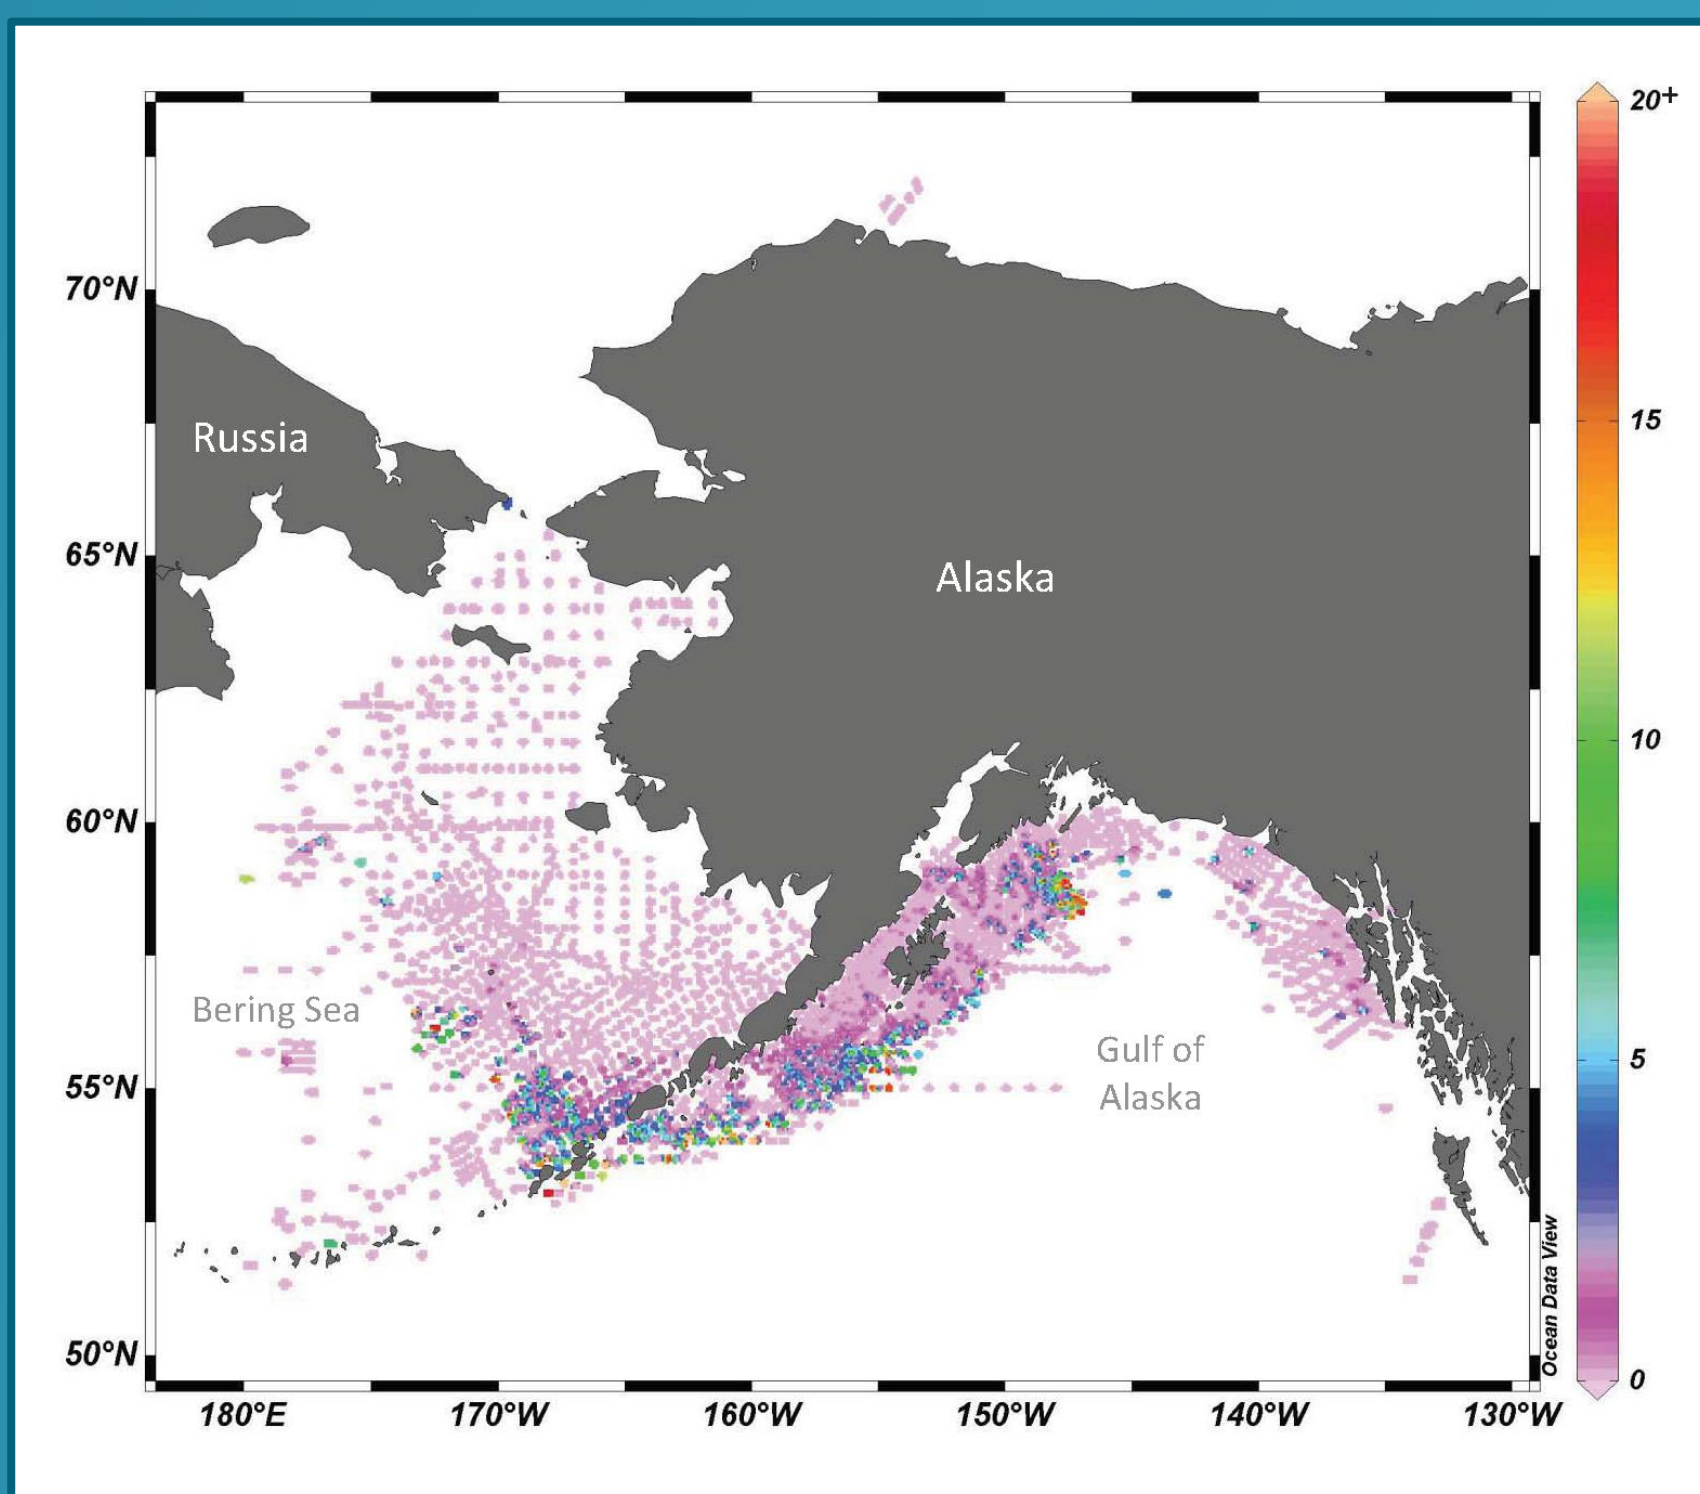 20+
70°N
Russia
15
65°N
Alaska
10
60°N
Bering Sea
Gulf of
Alaska
5
55°N
50°N
Ocean Data View
0
180°E
170°W
160°W
150°W
140°W
130°W